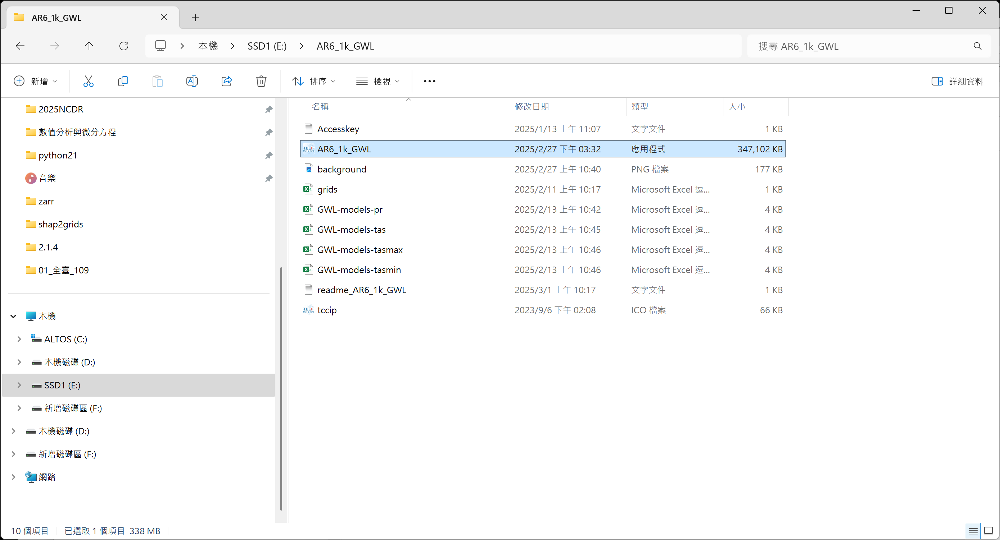 AR6_1k_GWL
本機
SSD1 (E:)
AR6_1k_GWL
搜尋 AR6_1k_GWL
新增
排序
檢視
詳細資料
2025NCDR
數值分析與微分方程
python21
音樂
zarr
shap2grids
2.1.4
01_全臺_109
本機
ALTOS (C:)
本機磁碟 (D:)
SSD1 (E:)
新增磁碟區 (F:)
本機磁碟 (D:)
新增磁碟區 (F:)
網路
名稱 修改日期 類型 大小
Accesskey 2025/1/13 上午 11:07 文字文件 1 KB
AR6_1k_GWL 2025/2/27 下午 03:32 應用程式 347,102 KB
background 2025/2/27 上午 10:40 PNG 檔案 177 KB
grids 2025/2/11 上午 10:17 Microsoft Excel 逗... 1 KB
GWL-models-pr 2025/2/13 上午 10:42 Microsoft Excel 逗... 4 KB
GWL-models-tas 2025/2/13 上午 10:45 Microsoft Excel 逗... 4 KB
GWL-models-tasmax 2025/2/13 上午 10:46 Microsoft Excel 逗... 4 KB
GWL-models-tasmin 2025/2/13 上午 10:46 Microsoft Excel 逗... 4 KB
readme_AR6_1k_GWL 2025/3/1 上午 10:17 文字文件 1 KB
tccip 2023/9/6 下午 02:08 ICO 檔案 66 KB
10 個項目 已選取 1 個項目 338 MB